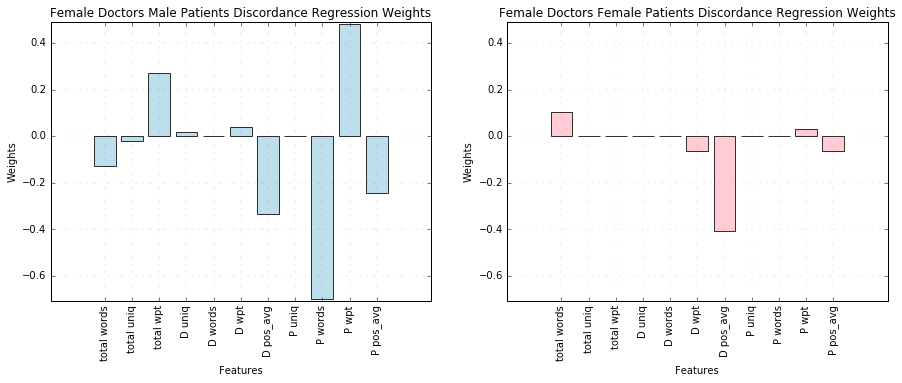 Female Doctors Male Patients Discordance Regression Weights
0.4
0.2
0.0
−0.2
−0.4
−0.6
Weights
total words
total uniq
total wpt
D uniq
D words
D wpt
D pos_avg
P uniq
P words
P wpt
P pos_avg
Features
Female Doctors Female Patients Discordance Regression Weights
0.4
0.2
0.0
−0.2
−0.4
−0.6
Weights
total words
total uniq
total wpt
D uniq
D words
D wpt
D pos_avg
P uniq
P words
P wpt
P pos_avg
Features